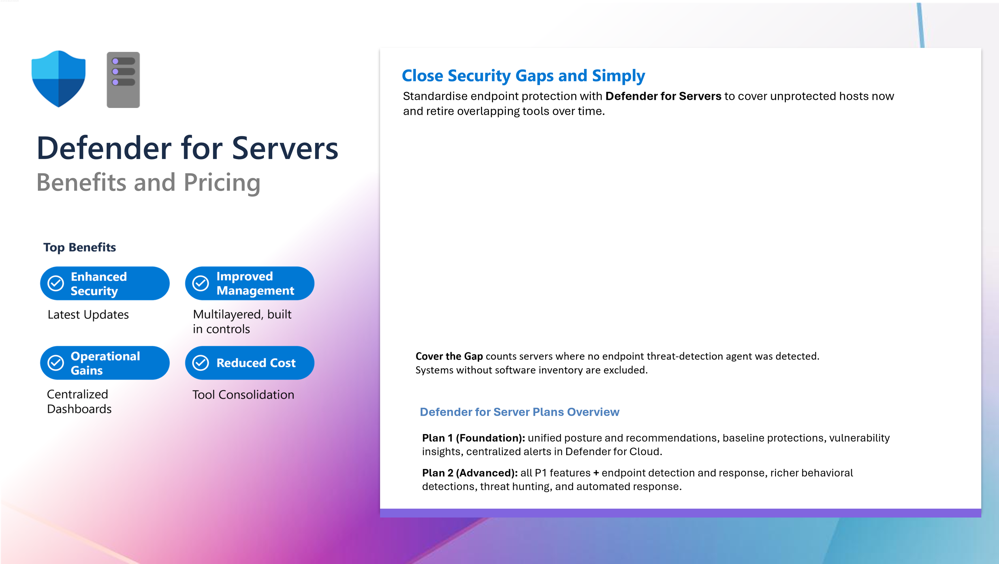 Defender for Servers
Benefits and Pricing
Top Benefits
Enhanced
Security
Latest Updates
Improved
Management
Multilayered, built
in controls
Operational
Gains
Centralized
Dashboards
Reduced Cost
Tool Consolidation
Close Security Gaps and Simply
Standardise endpoint protection with Defender for Servers to cover unprotected hosts now
and retire overlapping tools over time.
Cover the Gap counts servers where no endpoint threat-detection agent was detected.
Systems without software inventory are excluded.
Defender for Server Plans Overview
Plan 1 (Foundation): unified posture and recommendations, baseline protections, vulnerability
insights, centralized alerts in Defender for Cloud.
Plan 2 (Advanced): all P1 features + endpoint detection and response, richer behavioral
detections, threat hunting, and automated response.